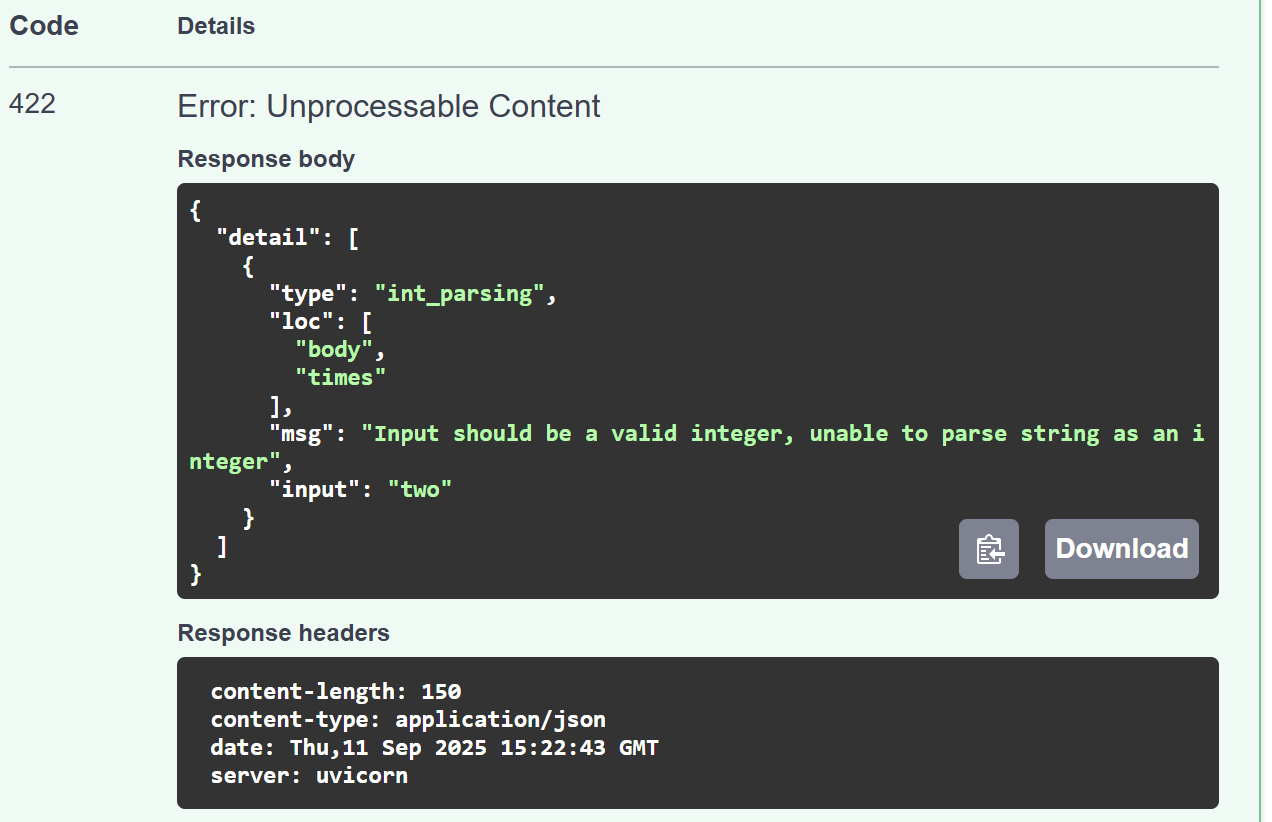 Code Details
422 Error: Unprocessable Content
Response body
{
  "detail": [
    {
      "type": "int_parsing",
      "loc": [
        "body",
        "times"
      ],
      "msg": "Input should be a valid integer, unable to parse string as an i
nteger",
      "input": "two"
    }
  ]
}
Download
Response headers
content-length: 150
content-type: application/json
date: Thu,11 Sep 2025 15:22:43 GMT
server: uvicorn